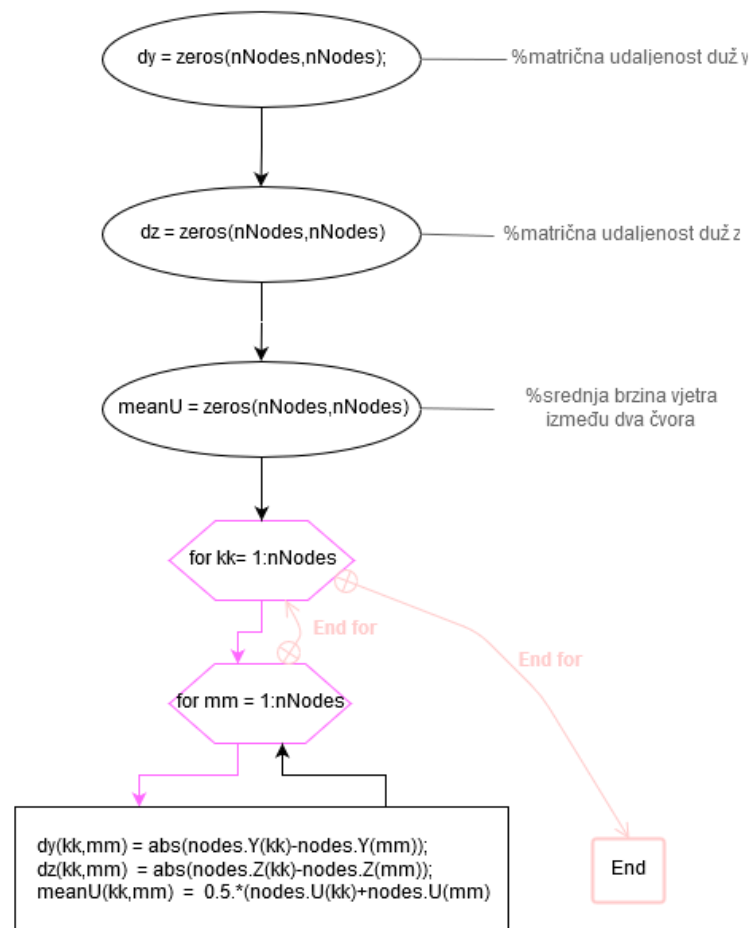 dy = zeros(nNodes,nNodes);
%matrična udaljenost duž y
dz = zeros(nNodes,nNodes)
%matrična udaljenost duž z
meanU = zeros(nNodes,nNodes)
%srednja brzina vjetra
između dva čvora
for kk= 1:nNodes
End for
End for
for mm = 1:nNodes
dy(kk,mm) = abs(nodes.Y(kk)-nodes.Y(mm));
dz(kk,mm) = abs(nodes.Z(kk)-nodes.Z(mm));
meanU(kk,mm) = 0.5.*(nodes.U(kk)+nodes.U(mm)
End